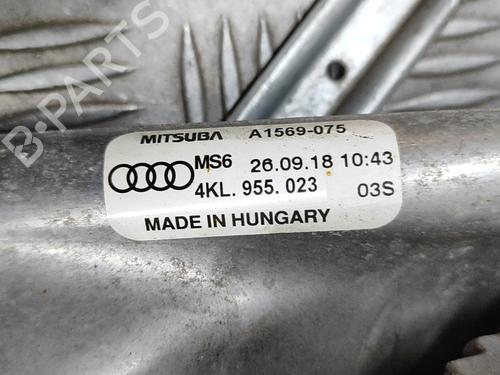 B-PARTS
MITSUBA A1569-075
MS6 26.09.18 10:43
4KL. 955. 023 03S
MADE IN HUNGARY